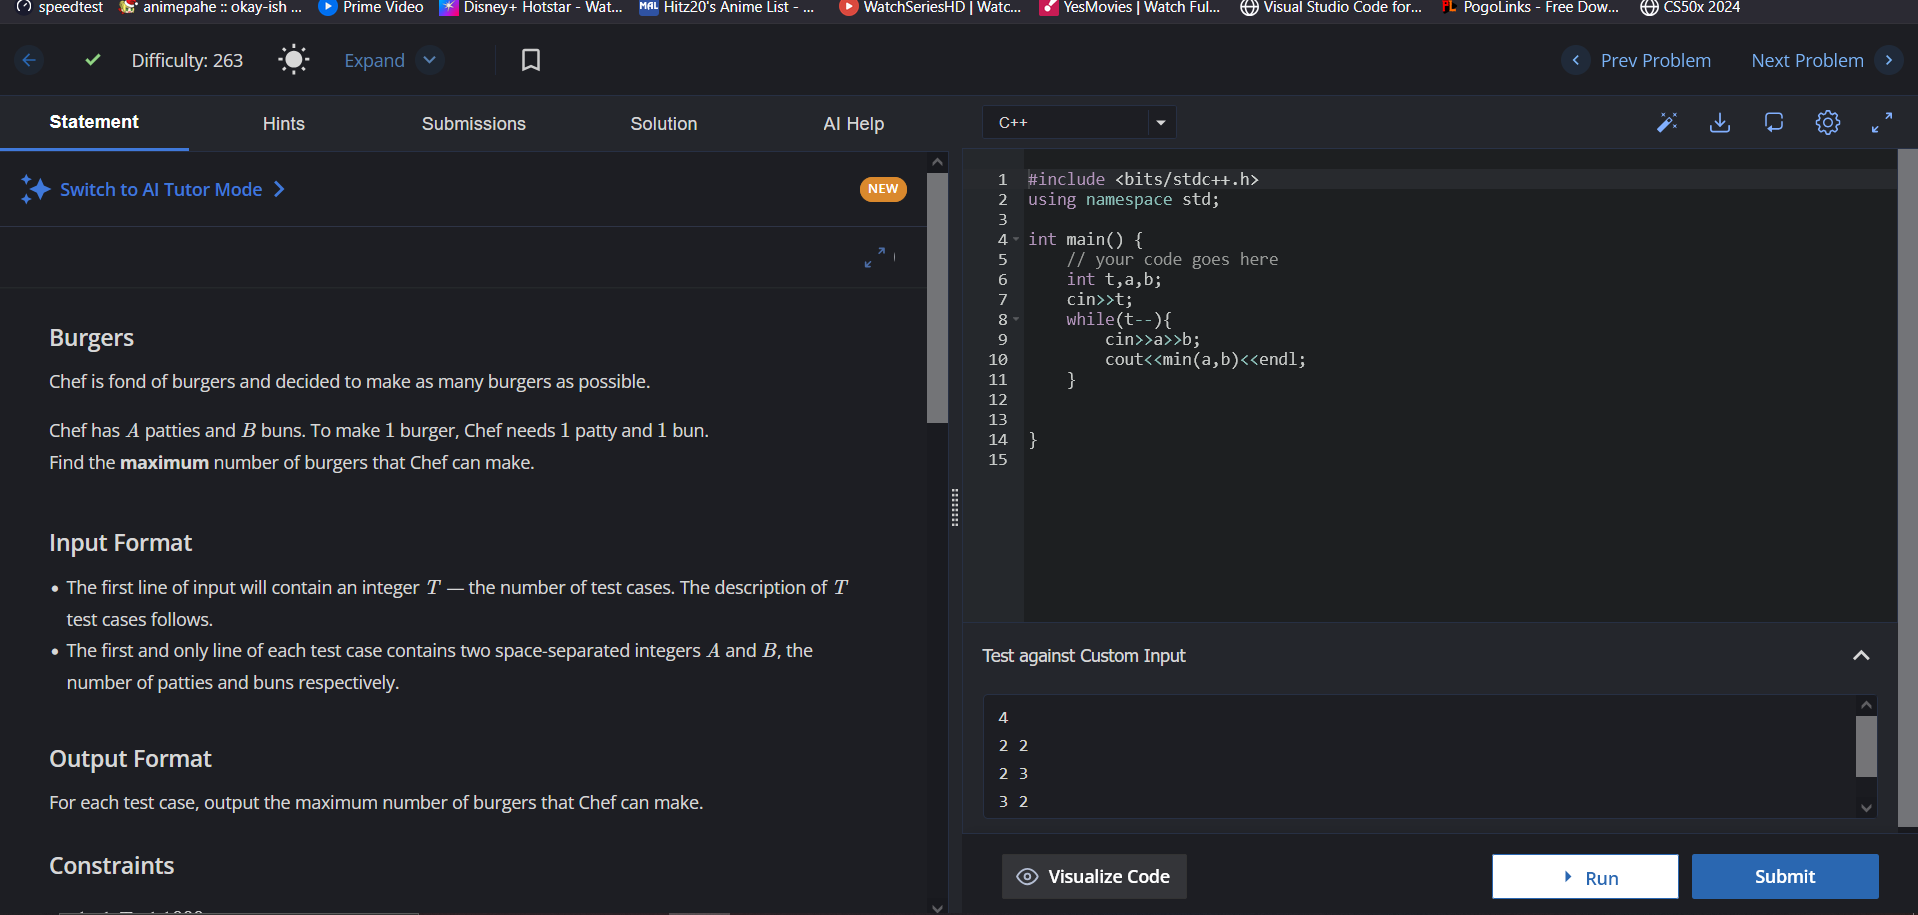 speedtest animepahe :: okay-ish ... Prime Video Disney+ Hotstar - Wat... MAL Hitz20's Anime List - ... WatchSeriesHD | Watc... YesMovies | Watch Ful... Visual Studio Code for... PogoLinks - Free Dow... CS50x 2024
Difficulty: 263 Expand Prev Problem Next Problem
Statement Hints Submissions Solution AI Help
Switch to AI Tutor Mode NEW
Burgers
Chef is fond of burgers and decided to make as many burgers as possible.
Chef has A patties and B buns. To make 1 burger, Chef needs 1 patty and 1 bun.
Find the maximum number of burgers that Chef can make.
Input Format
• The first line of input will contain an integer T — the number of test cases. The description of T
test cases follows.
• The first and only line of each test case contains two space-separated integers A and B, the
number of patties and buns respectively.
Output Format
For each test case, output the maximum number of burgers that Chef can make.
Constraints
C++
1 #include <bits/stdc++.h>
2 using namespace std;
3
4 int main() {
5 // your code goes here
6 int t,a,b;
7 cin>>t;
8 while(t--){
9 cin>>a>>b;
10 cout<<min(a,b)<<endl;
11 }
12
13
14 }
15
Test against Custom Input
4
2 2
2 3
3 2
Visualize Code Run Submit